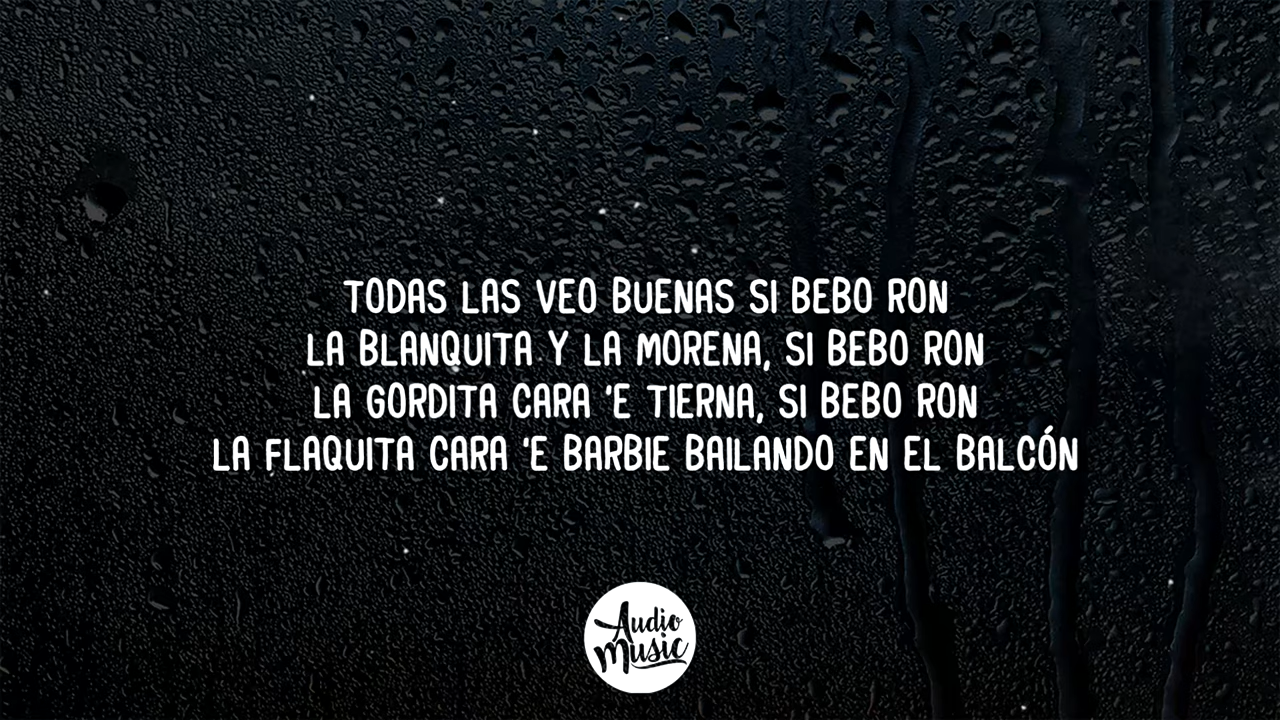 TODAS LAS VEO BUENAS SI BEBO RON
LA BLANQUITA Y LA MORENA, SI BEBO RON
LA GORDITA CARA 'E TIERNA, SI BEBO RON
LA FLAQUITA CARA 'E BARBIE BAILANDO EN EL BALCÓN
Audio
Music